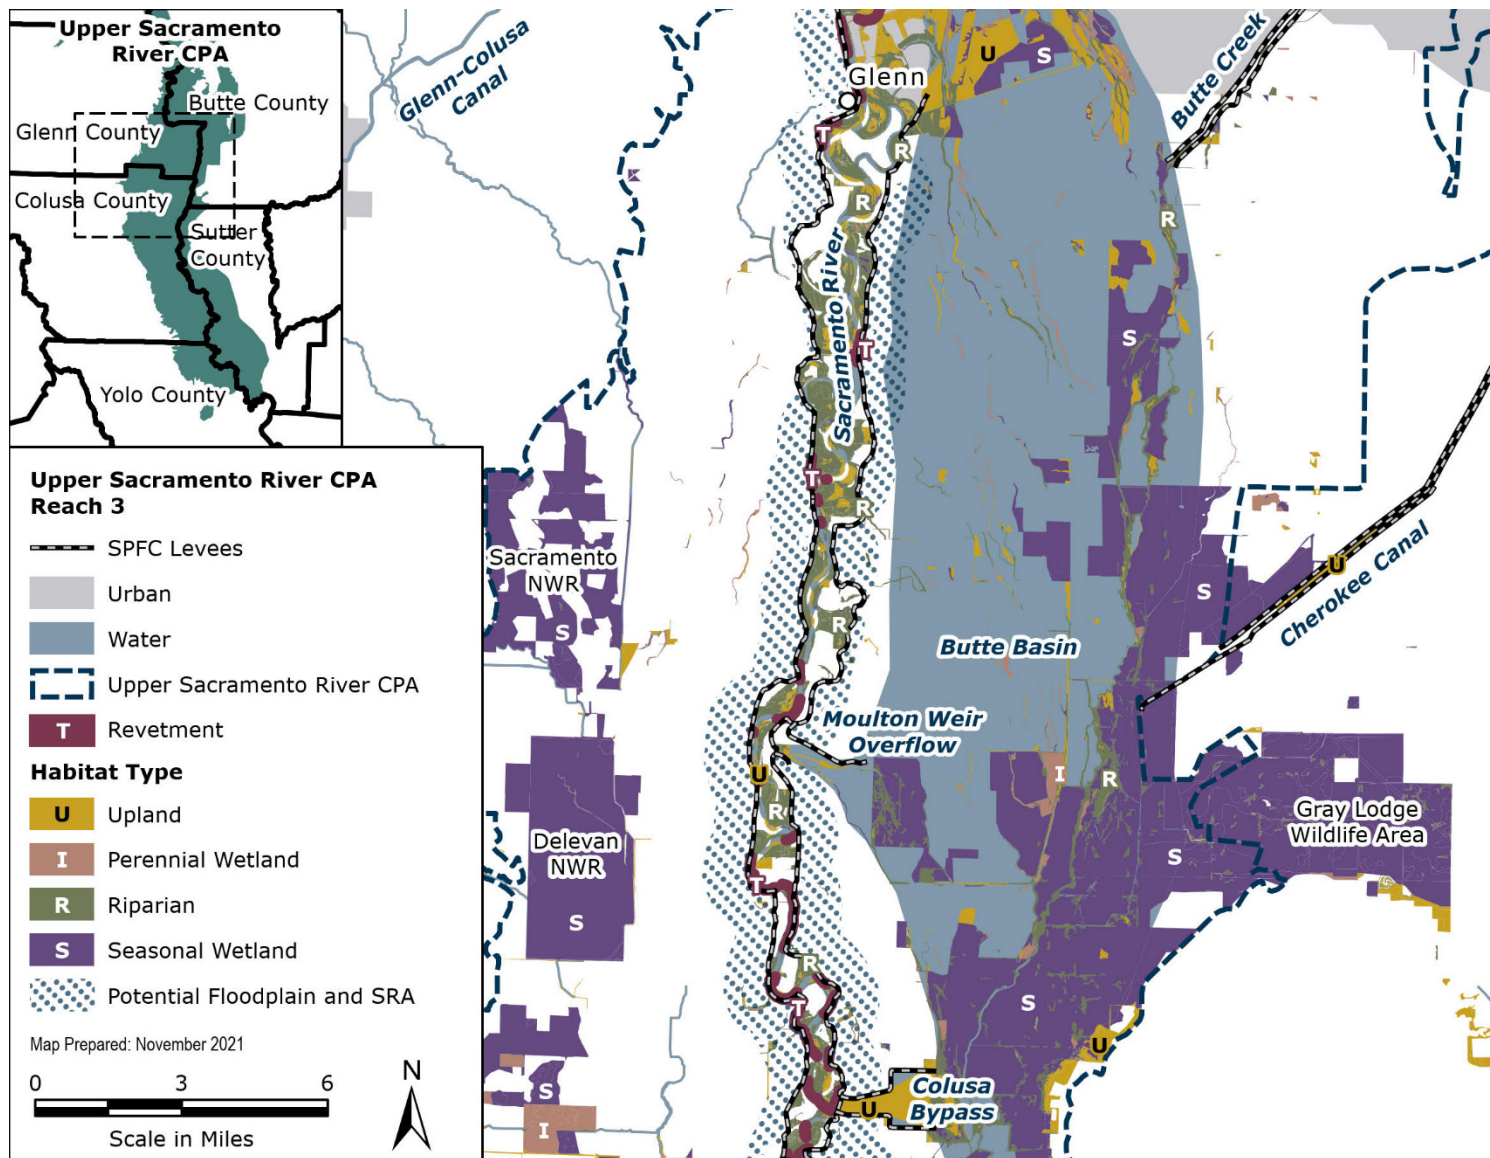 Upper Sacramento
River CPA
Butte County
Glenn County
Colusa County
Sutter
County
Yolo County
Upper Sacramento River CPA
Reach 3
SPFC Levees
Urban
Water
Upper Sacramento River CPA
T Revetment
Habitat Type
U Upland
I Perennial Wetland
R Riparian
S Seasonal Wetland
Potential Floodplain and SRA
Map Prepared: November 2021
0 3 6
Scale in Miles
N
Glenn-Colusa
Canal
Glenn
U
S
Butte Creek
T
R
R
R
Sacramento River
T
S
T
R
Sacramento
NWR
S
S
U
Cherokee Canal
R
Butte Basin
Moulton Weir
Overflow
U
I
R
R
Gray Lodge
Wildlife Area
Delevan
NWR
S
T
S
R
T
S
U
S
I
U
Colusa
Bypass